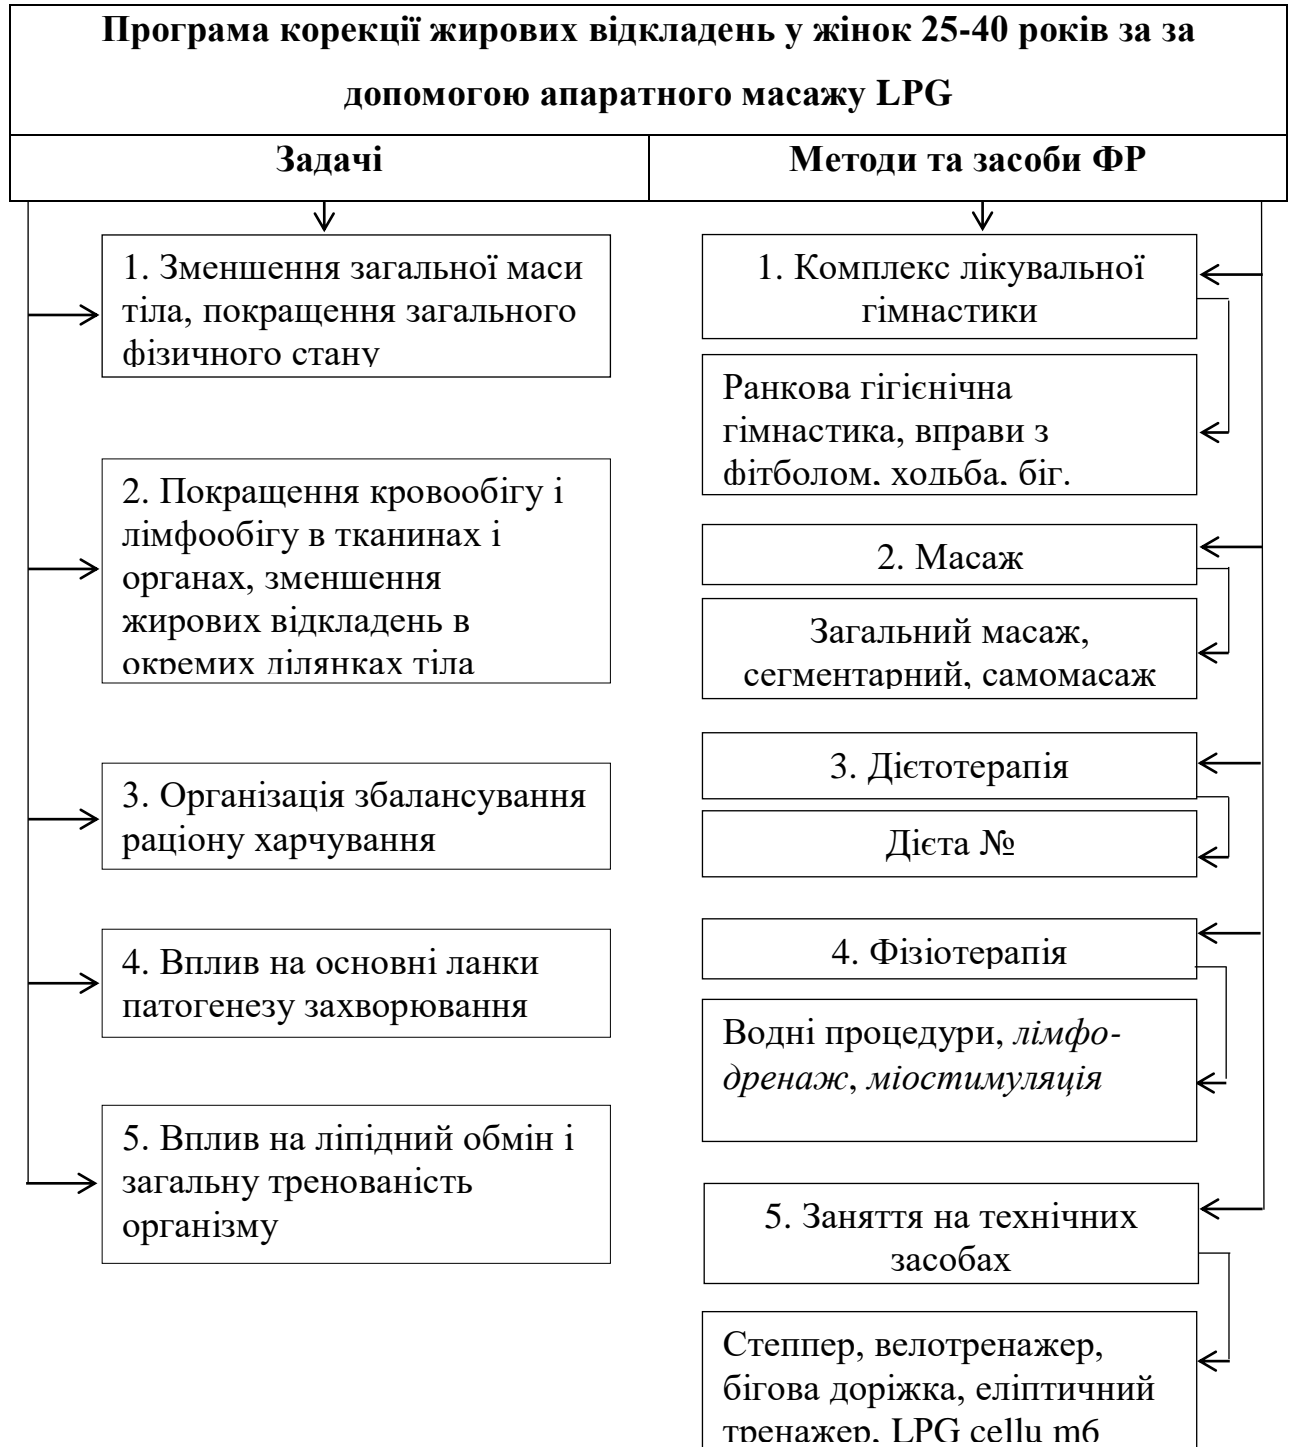 Програма корекції жирових відкладень у жінок 25-40 років за за
допомогою апаратного масажу LPG
Задачі
Методи та засоби ФР
1. Зменшення загальної маси
тіла, покращення загального
фізичного стану
2. Покращення кровообігу і
лімфообігу в тканинах і
органах, зменшення
жирових відкладень в
окремих ділянках тіла
3. Організація збалансування
раціону харчування
4. Вплив на основні ланки
патогенезу захворювання
5. Вплив на ліпідний обмін і
загальну тренованість
організму
1. Комплекс лікувальної
гімнастики
Ранкова гігієнічна
гімнастика, вправи з
фітболом, ходьба, біг.
2. Масаж
Загальний масаж,
сегментарний, самомасаж
3. Дієтотерапія
Дієта №
4. Фізіотерапія
Водні процедури, лімфо-
дренаж, міостимуляція
5. Заняття на технічних
засобах
Степпер, велотренажер,
бігова доріжка, еліптичний
тренажер, LPG cellu m6